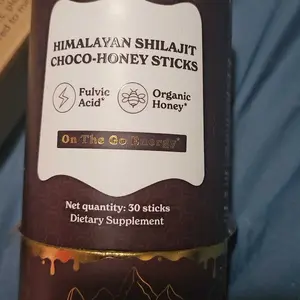 HIMALAYAN SHILAJIT
CHOCO-HONEY STICKS
Fulvic
Acid*
Organic
Honey*
On The Go Energy*
Net quantity: 30 sticks
Dietary Supplement